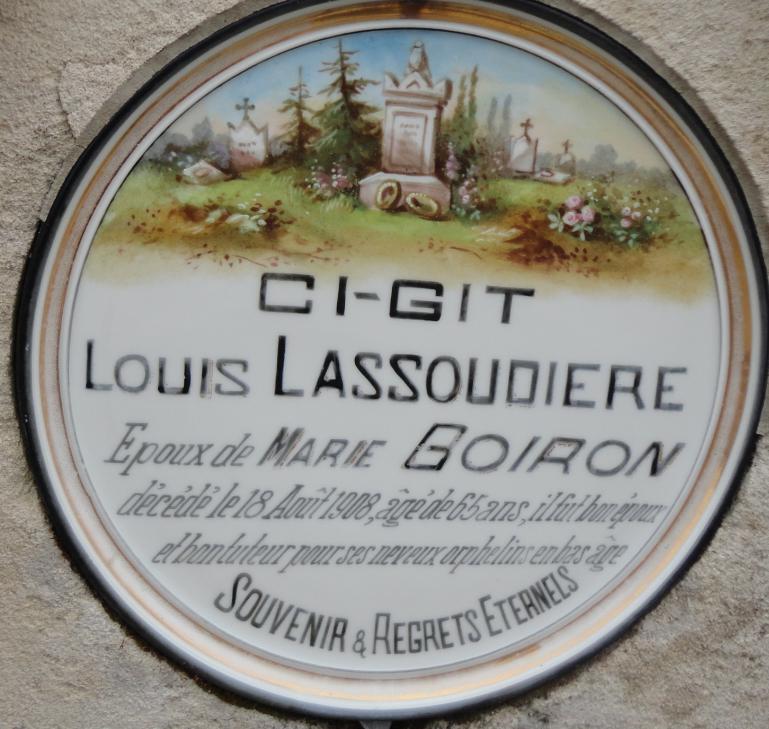 CI-GIT
LOUIS LASSOUDIERE
Epoux de MARIE GOIRON
décédé le 18 Août 1908, âgé de 65 ans, il fut bon époux
et bon tuteur pour ses neveux orphelins en bas âge
SOUVENIR & REGRETS ETERNELS